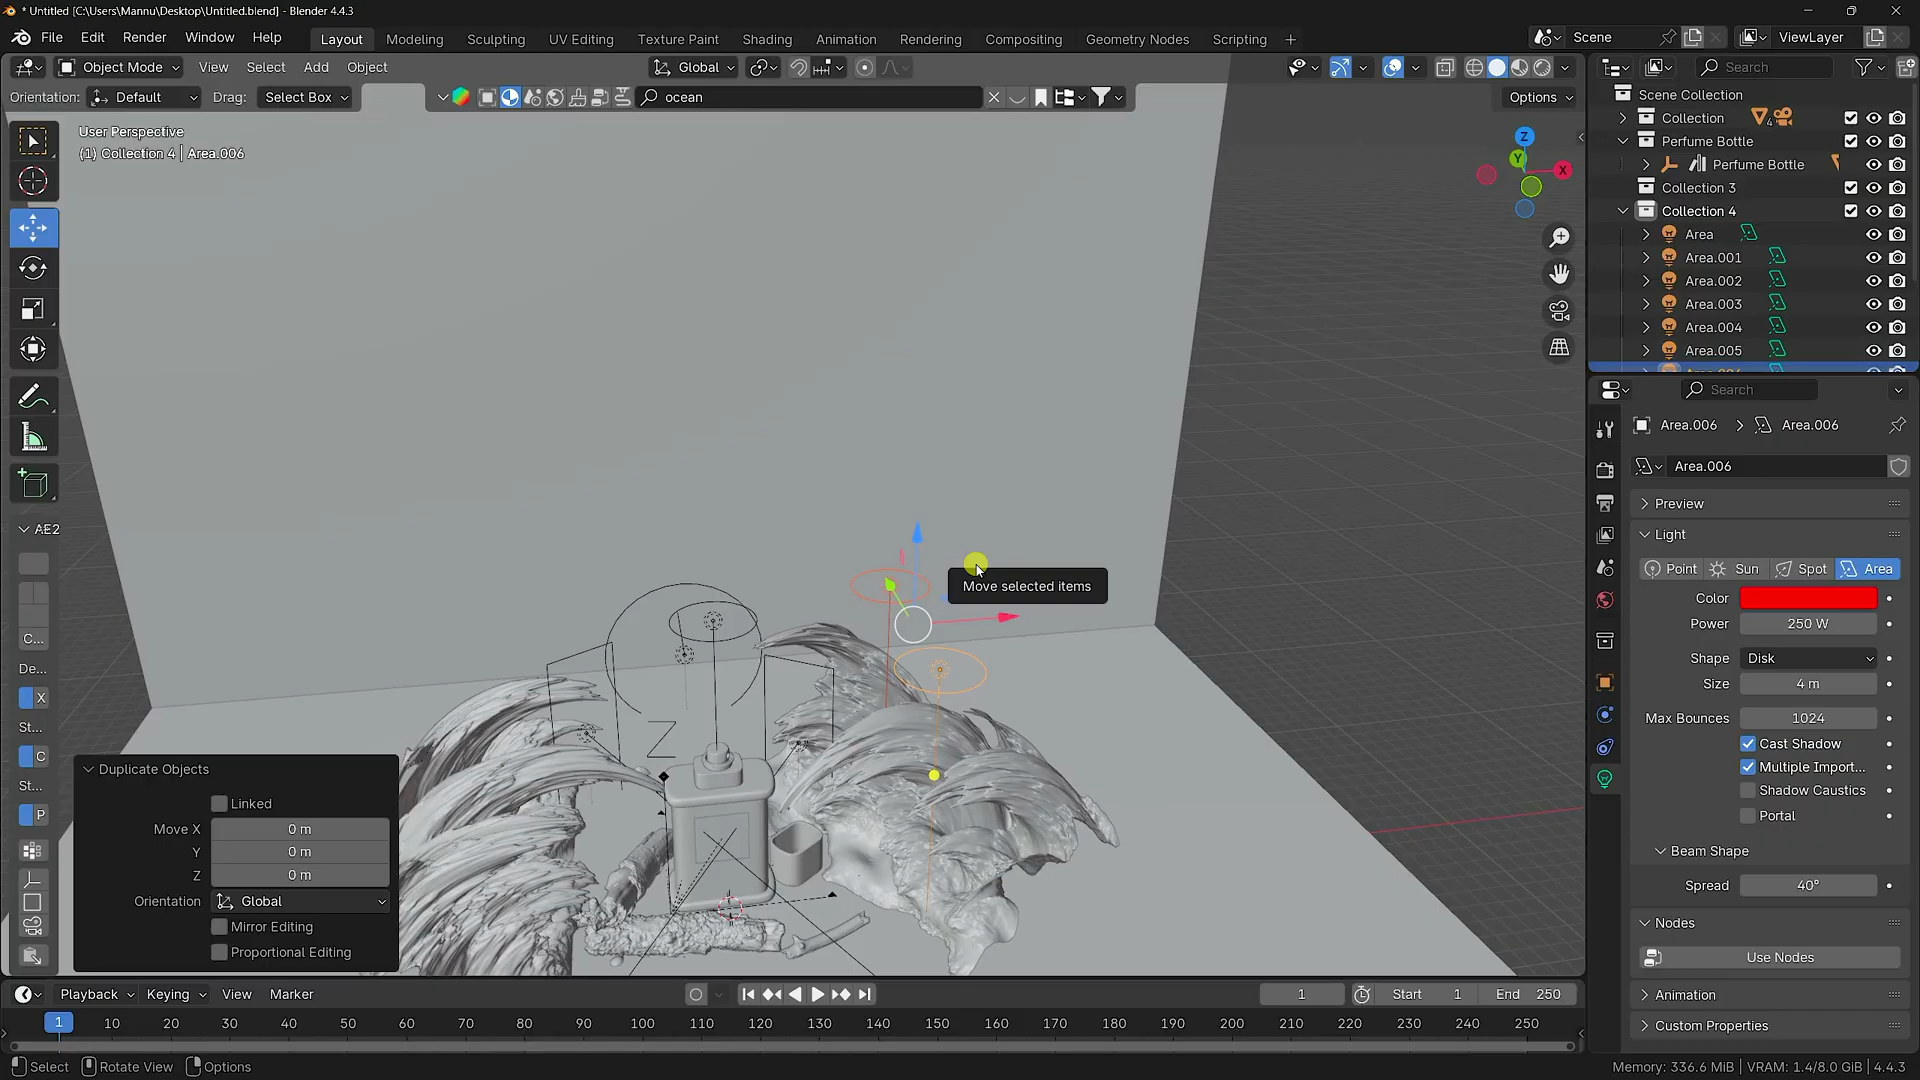 * Untitled [C:\Users\Mannu\Desktop\Untitled.blend] - Blender 4.4.3
File Edit Render Window Help
Layout Modeling Sculpting UV Editing Texture Paint Shading Animation Rendering Compositing Geometry Nodes Scripting
Scene
ViewLayer
Object Mode View Select Add Object
Global
Search
Orientation: Default Drag: Select Box
ocean
Options
User Perspective
(1) Collection 4 | Area.006
Z
Y
X
Scene Collection
Collection 4
Perfume Bottle
Perfume Bottle
Collection 3
Collection 4
Area
Area.001
Area.002
Area.003
Area.004
Area.005
Search
Area.006 > Area.006
Area.006
Preview
Light
Point Sun Spot Area
Color
Power 250 W
Shape Disk
Size 4 m
Max Bounces 1024
Cast Shadow
Multiple Import...
Shadow Caustics
Portal
Beam Shape
Spread 40°
Nodes
Use Nodes
Animation
Custom Properties
AE2
C...
De...
X
St...
C
St...
P
Move selected items
Z
Duplicate Objects
Linked
Move X 0 m
Y 0 m
Z 0 m
Orientation Global
Mirror Editing
Proportional Editing
Playback Keying View Marker
1 Start 1 End 250
1 10 20 30 40 50 60 70 80 90 100 110 120 130 140 150 160 170 180 190 200 210 220 230 240 250
Select Rotate View Options
Memory: 336.6 MiB | VRAM: 1.4/8.0 GiB | 4.4.3